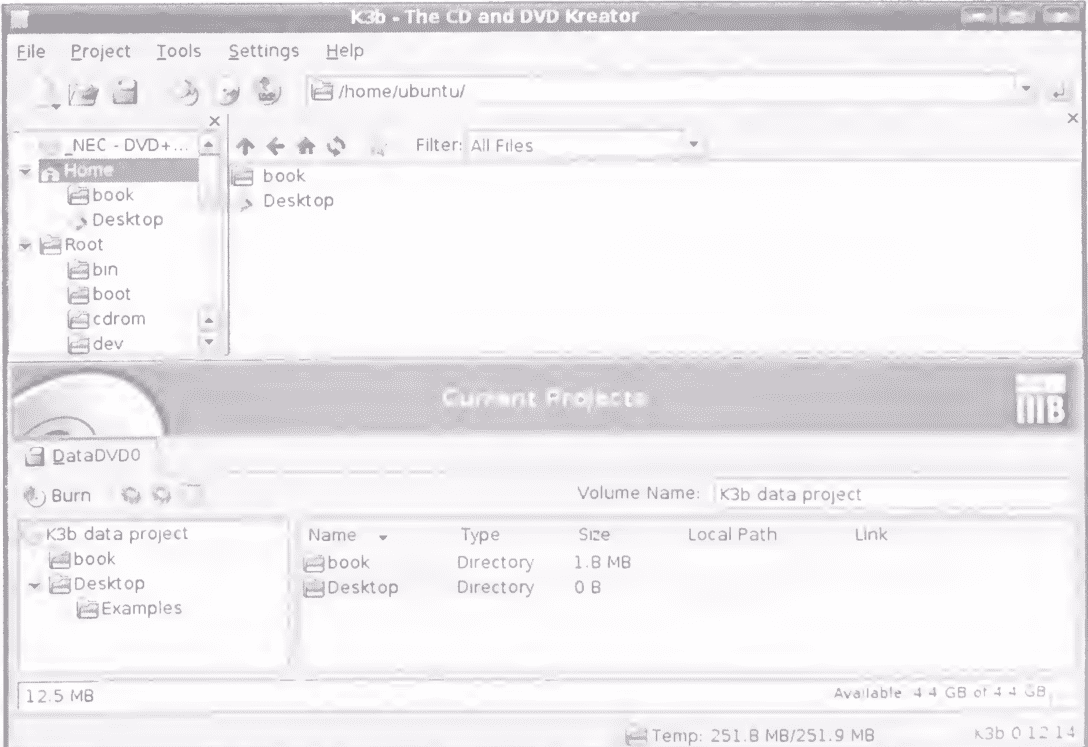 K3b - The CD and DVD Kreator
File Project Tools Settings Help
/home/ubuntu/
_NEC - DVD+...
Filter: All Files
Home
book
Desktop
Root
bin
boot
cdrom
dev
book
Desktop
Current Projects
DataDVD0
Burn
Volume Name: K3b data project
K3b data project
book
Desktop
Examples
Name Type Size Local Path Link
book Directory 1.8 MB
Desktop Directory 0 B
12.5 MB
Available: 4.4 GB of 4.4 GB
Temp: 251.8 MB/251.9 MB
K3b 0.12.14